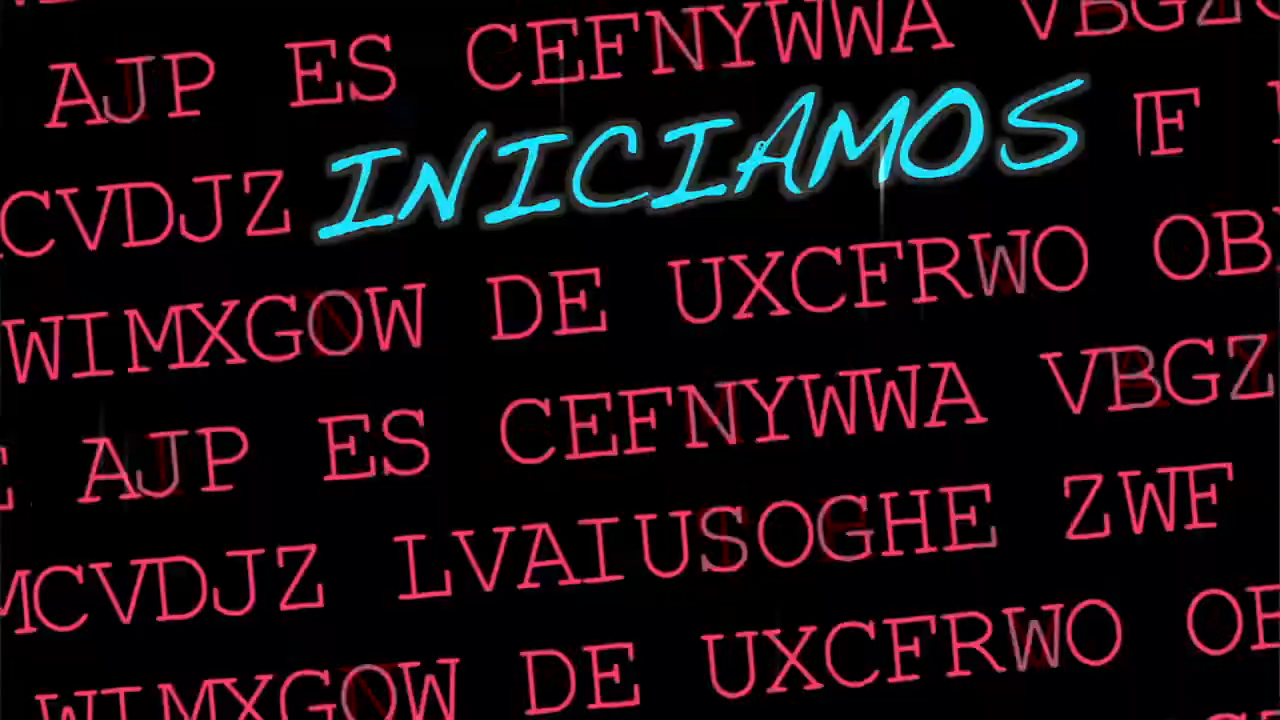 AJP ES CEFNYWWA VBGZ
CVDJZ INICIAMOS F
WIMXGOW DE UXCFRWO OB
AJP ES CEFNYWWA VBGZ
MCVDJZ LVAIUSOGHE ZWF
WIMXGOW DE UXCFRWO OB